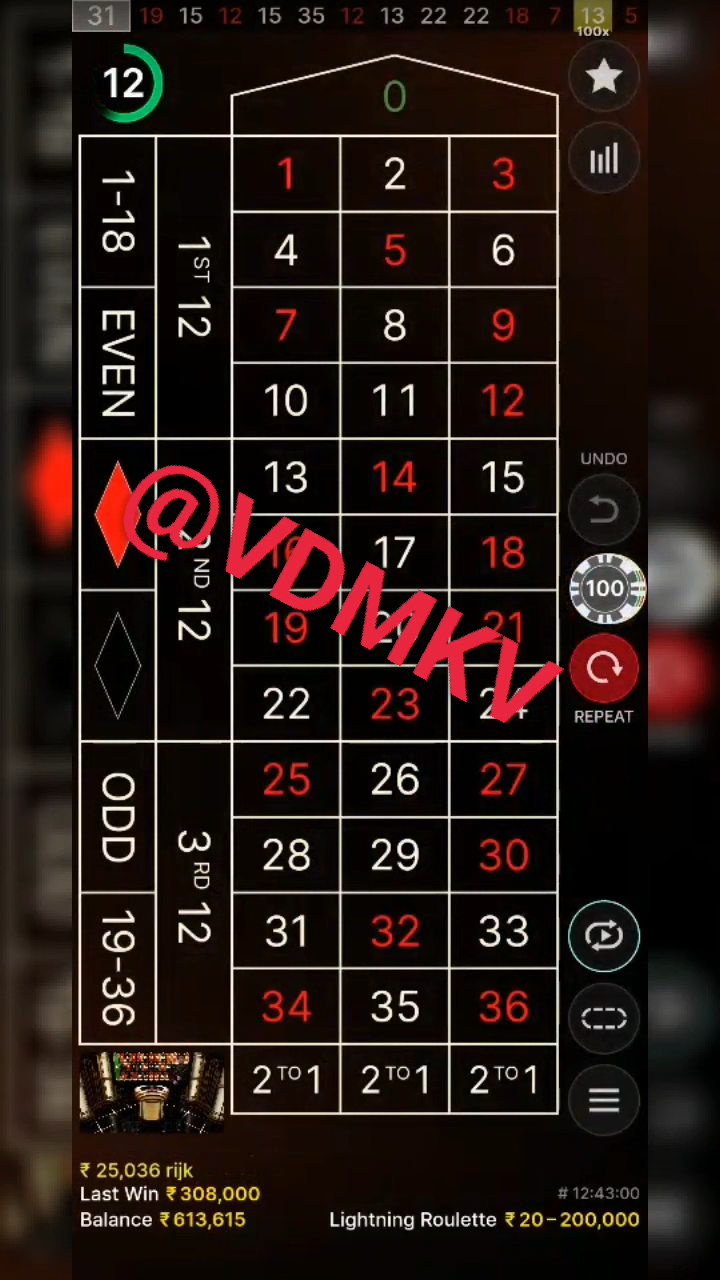 31 19 15 12 15 35 12 13 22 22 18 7 13 5
100x
12
0
1-18
1ST 12
1 2 3
4 5 6
EVEN
7 8 9
10 11 12
13 14 15
UNDO
@VDMKV
2ND 12
16 17 18
100
19 20 21
REPEAT
22 23 24
ODD
3RD 12
25 26 27
28 29 30
19-36
31 32 33
34 35 36
2TO1 2TO1 2TO1
₹ 25,036 rijk
Last Win ₹308,000
# 12:43:00
Balance ₹613,615
Lightning Roulette ₹20-200,000